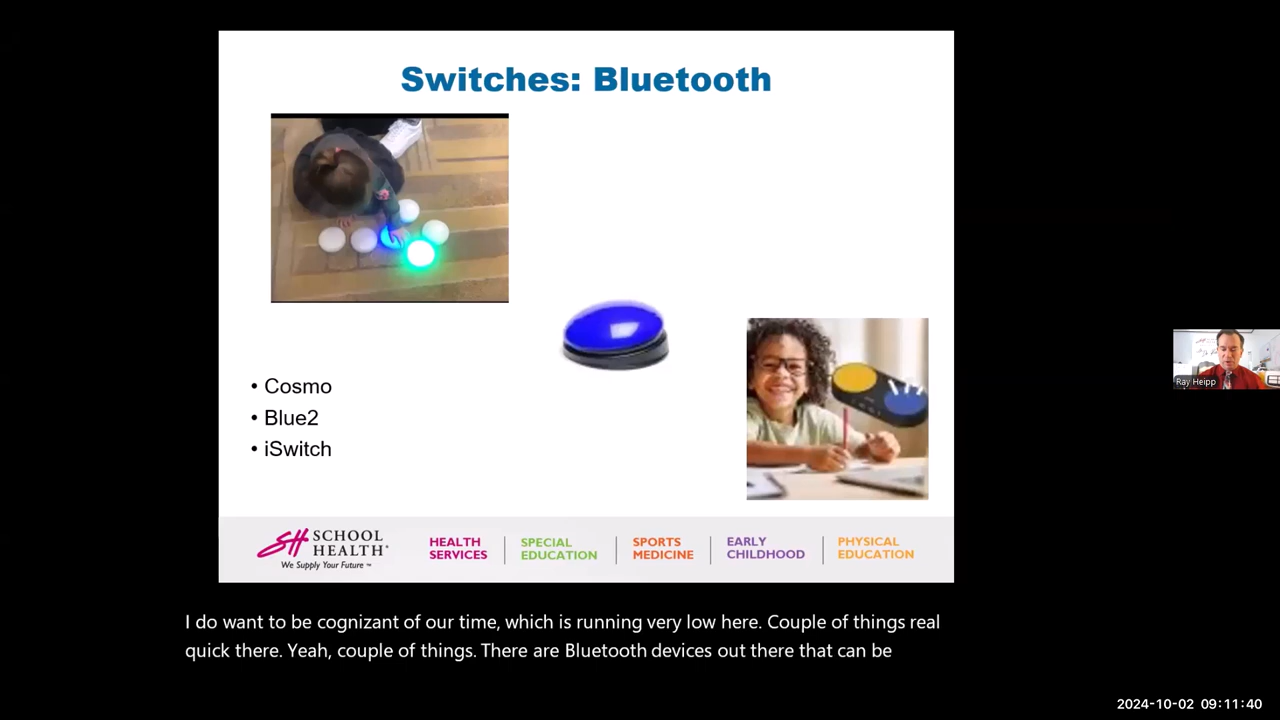 Switches: Bluetooth
• Cosmo
• Blue2
• iSwitch
SCHOOL
HEALTH®
We Supply Your Future ™
HEALTH
SERVICES
SPECIAL
EDUCATION
SPORTS
MEDICINE
EARLY
CHILDHOOD
PHYSICAL
EDUCATION
Ray Heipp
I do want to be cognizant of our time, which is running very low here. Couple of things real
quick there. Yeah, couple of things. There are Bluetooth devices out there that can be
2024-10-02 09:11:40